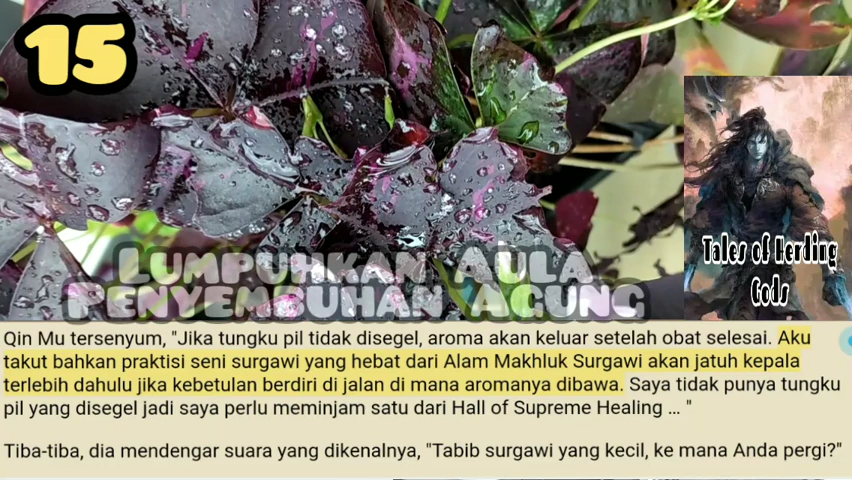 15
Tales of Herding
Gods
Lumpuhkan Aula
Penyembuhan Agung
Qin Mu tersenyum, "Jika tungku pil tidak disegel, aroma akan keluar setelah obat selesai. Aku
takut bahkan praktisi seni surgawi yang hebat dari Alam Makhluk Surgawi akan jatuh kepala
terlebih dahulu jika kebetulan berdiri di jalan di mana aromanya dibawa. Saya tidak punya tungku
pil yang disegel jadi saya perlu meminjam satu dari Hall of Supreme Healing ... "
Tiba-tiba, dia mendengar suara yang dikenalnya, "Tabib surgawi yang kecil, ke mana Anda pergi?"